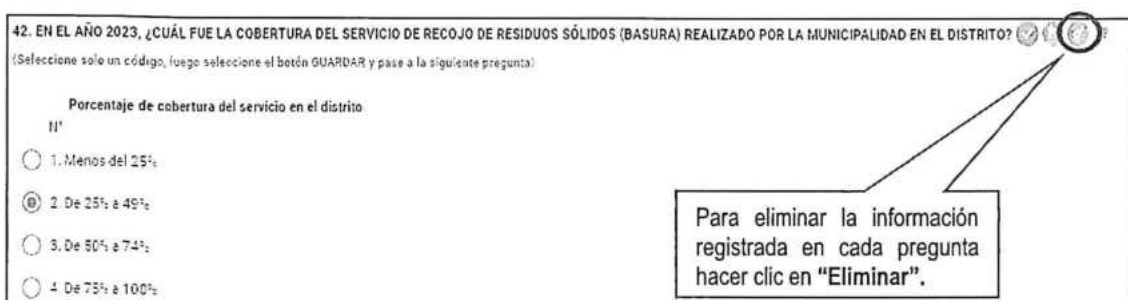 42. EN EL AÑO 2023, ¿CUÁL FUE LA COBERTURA DEL SERVICIO DE RECOJO DE RESIDUOS SÓLIDOS (BASURA) REALIZADO POR LA MUNICIPALIDAD EN EL DISTRITO?
(Seleccione solo un código, luego seleccione el botón GUARDAR y pase a la siguiente pregunta)
Porcentaje de cobertura del servicio en el distrito
N°
1. Menos del 25%
2. De 25% a 49%
3. De 50% a 74%
4. De 75% a 100%
Para eliminar la información
registrada en cada pregunta
hacer clic en “Eliminar”.